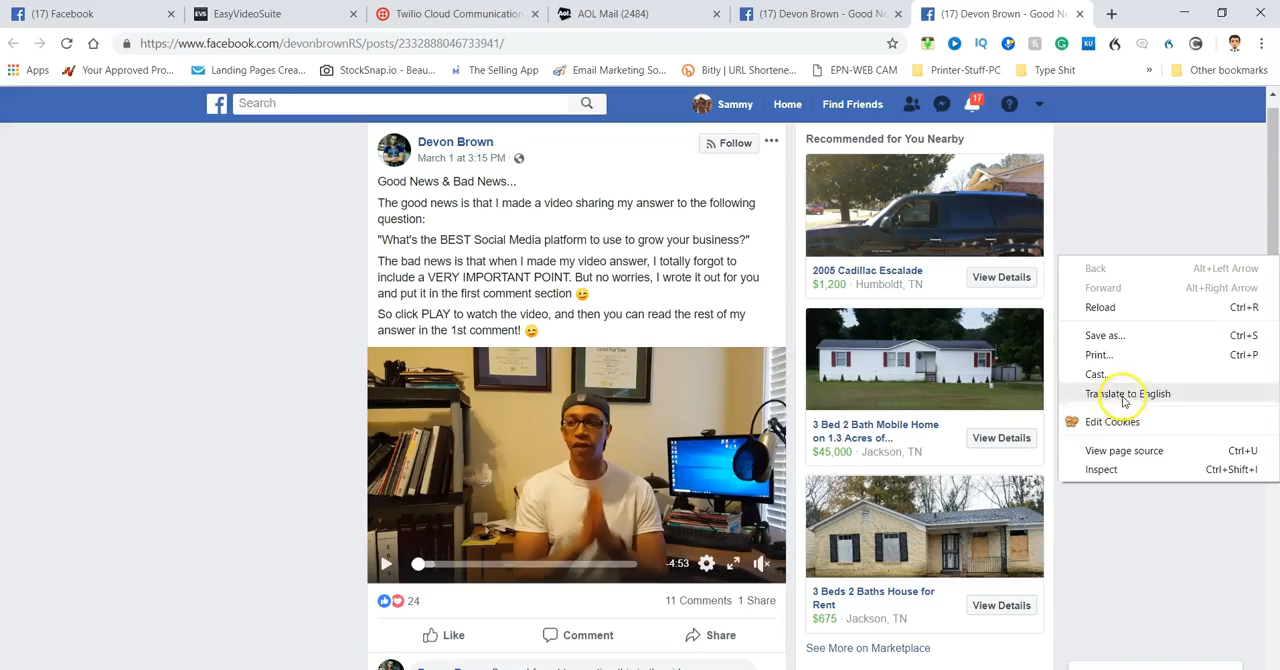 (17) Facebook
EasyVideoSuite
Twilio Cloud Communication
AOL Mail (2484)
(17) Devon Brown - Good Ne
(17) Devon Brown - Good Ne
https://www.facebook.com/devonbrownRS/posts/2332888046733941/
Apps
Your Approved Pro...
Landing Pages Crea...
StockSnap.io - Beau...
The Selling App
Email Marketing So...
Bitly | URL Shortene...
EPN-WEB CAM
Printer-Stuff-PC
Type Shit
»
Other bookmarks
Search
Sammy
Home
Find Friends
17
Devon Brown
March 1 at 3:15 PM ·
Follow
Good News & Bad News...
The good news is that I made a video sharing my answer to the following
question:
"What's the BEST Social Media platform to use to grow your business?"
The bad news is that when I made my video answer, I totally forgot to
include a VERY IMPORTANT POINT. But no worries, I wrote it out for you
and put it in the first comment section 😉
So click PLAY to watch the video, and then you can read the rest of my
answer in the 1st comment! 😉
-4:53
24
11 Comments 1 Share
Like
Comment
Share
Recommended for You Nearby
2005 Cadillac Escalade
$1,200 · Humboldt, TN
View Details
3 Bed 2 Bath Mobile Home
on 1.3 Acres of...
$45,000 · Jackson, TN
View Details
3 Beds 2 Baths House for
Rent
$675 · Jackson, TN
View Details
See More on Marketplace
Back Alt+Left Arrow
Forward Alt+Right Arrow
Reload Ctrl+R
Save as... Ctrl+S
Print... Ctrl+P
Cast...
Translate to English
Edit Cookies
View page source Ctrl+U
Inspect Ctrl+Shift+I